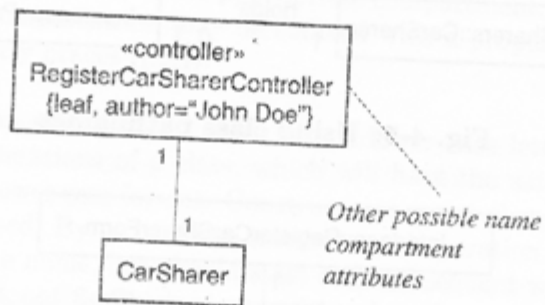 «controller»
RegisterCarSharerController
{leaf, author="John Doe"}
1
1
CarSharer
Other possible name
compartment
attributes